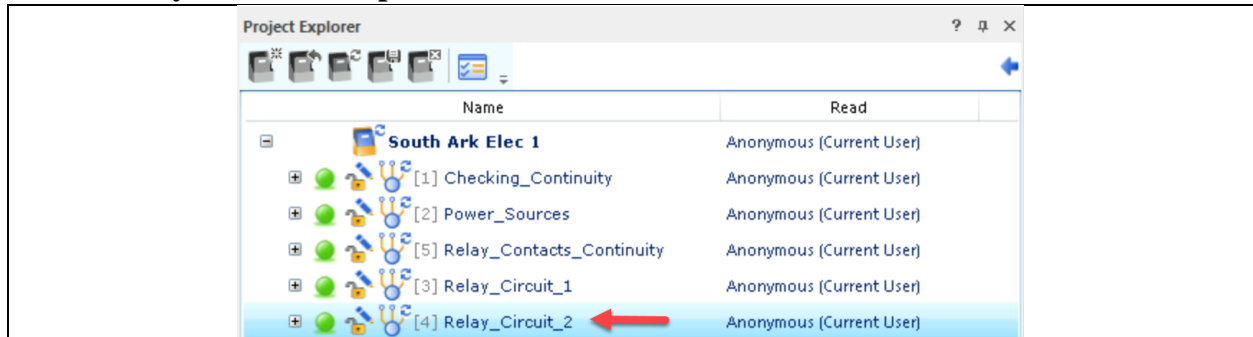 Project Explorer
Name Read
South Ark Elec 1 Anonymous (Current User)
[1] Checking_Continuity Anonymous (Current User)
[2] Power_Sources Anonymous (Current User)
[5] Relay_Contacts_Continuity Anonymous (Current User)
[3] Relay_Circuit_1 Anonymous (Current User)
[4] Relay_Circuit_2 Anonymous (Current User)